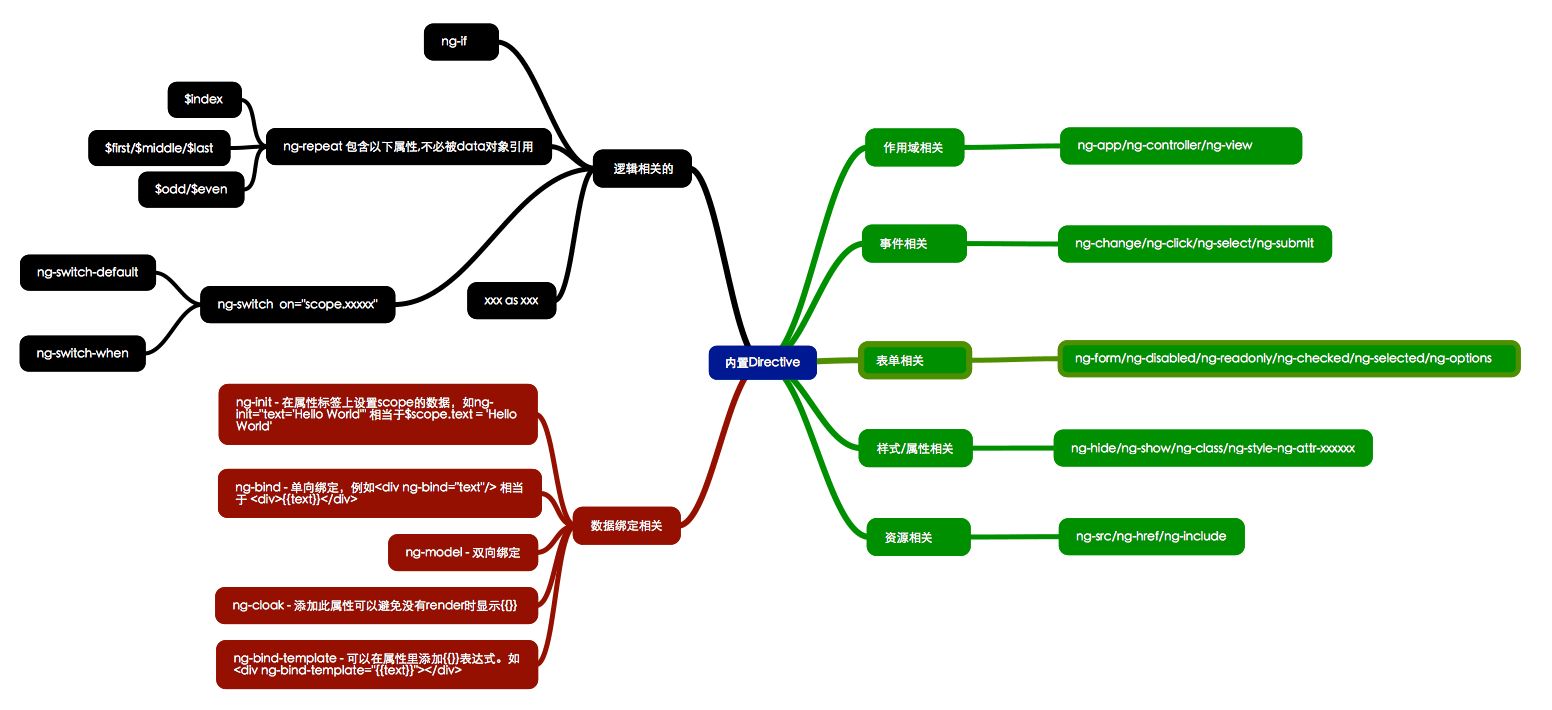 内置Directive
逻辑相关的
ng-if
ng-repeat 包含以下属性,不必被data对象引用
$index
$first/$middle/$last
$odd/$even
ng-switch  on="scope.xxxxx"
ng-switch-default
ng-switch-when
xxx as xxx
数据绑定相关
ng-init - 在属性标签上设置scope的数据，如ng-
init="text='Hello World'" 相当于$scope.text = 'Hello
World'
ng-bind - 单向绑定，例如<div ng-bind="text"/> 相当
于 <div>{{text}}</div>
ng-model - 双向绑定
ng-cloak - 添加此属性可以避免没有render时显示{{}}
ng-bind-template - 可以在属性里添加{{}}表达式。如
<div ng-bind-template="{{text}}"></div>
作用域相关
ng-app/ng-controller/ng-view
事件相关
ng-change/ng-click/ng-select/ng-submit
表单相关
ng-form/ng-disabled/ng-readonly/ng-checked/ng-selected/ng-options
样式/属性相关
ng-hide/ng-show/ng-class/ng-style-ng-attr-xxxxxx
资源相关
ng-src/ng-href/ng-include